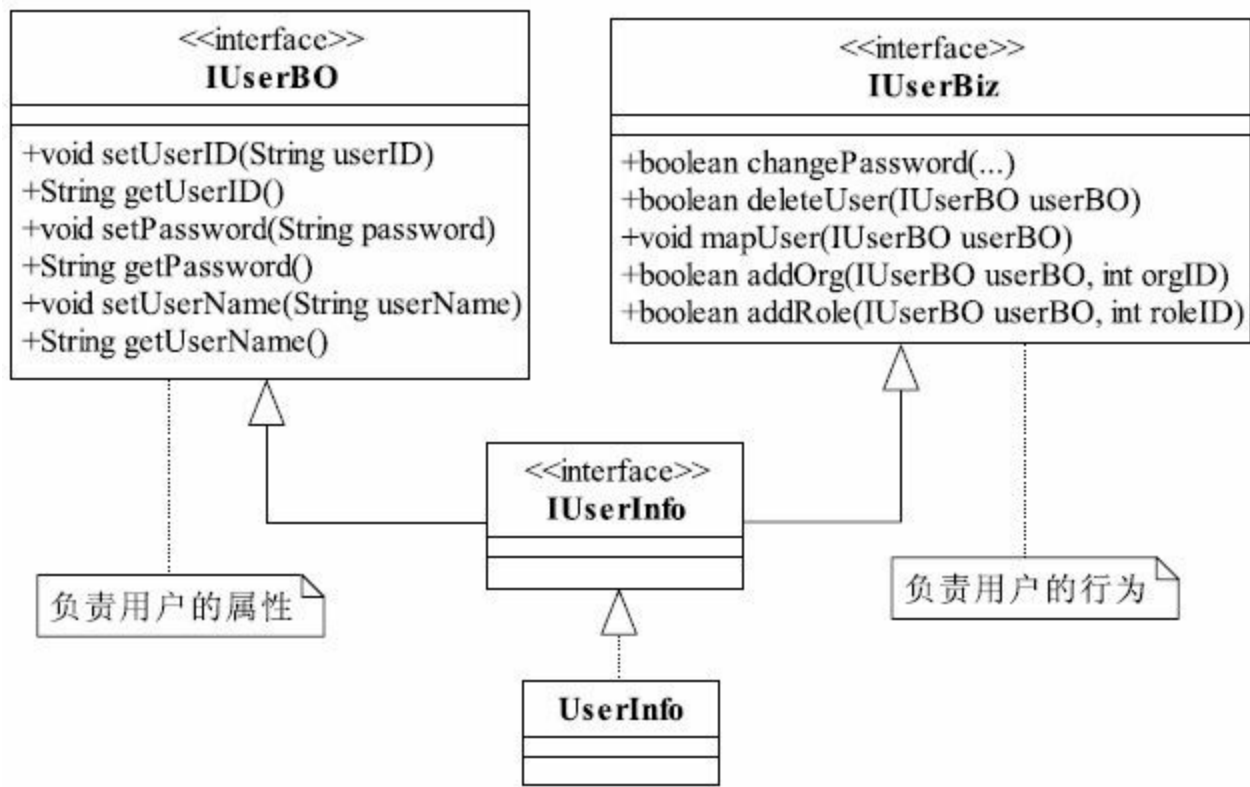 <<interface>>
IUserBO
+void setUserID(String userID)
+String getUserID()
+void setPassword(String password)
+String getPassword()
+void setUserName(String userName)
+String getUserName()
<<interface>>
IUserBiz
+boolean changePassword(...)
+boolean deleteUser(IUserBO userBO)
+void mapUser(IUserBO userBO)
+boolean addOrg(IUserBO userBO, int orgID)
+boolean addRole(IUserBO userBO, int roleID)
<<interface>>
IUserInfo
负责用户的属性
负责用户的行为
UserInfo